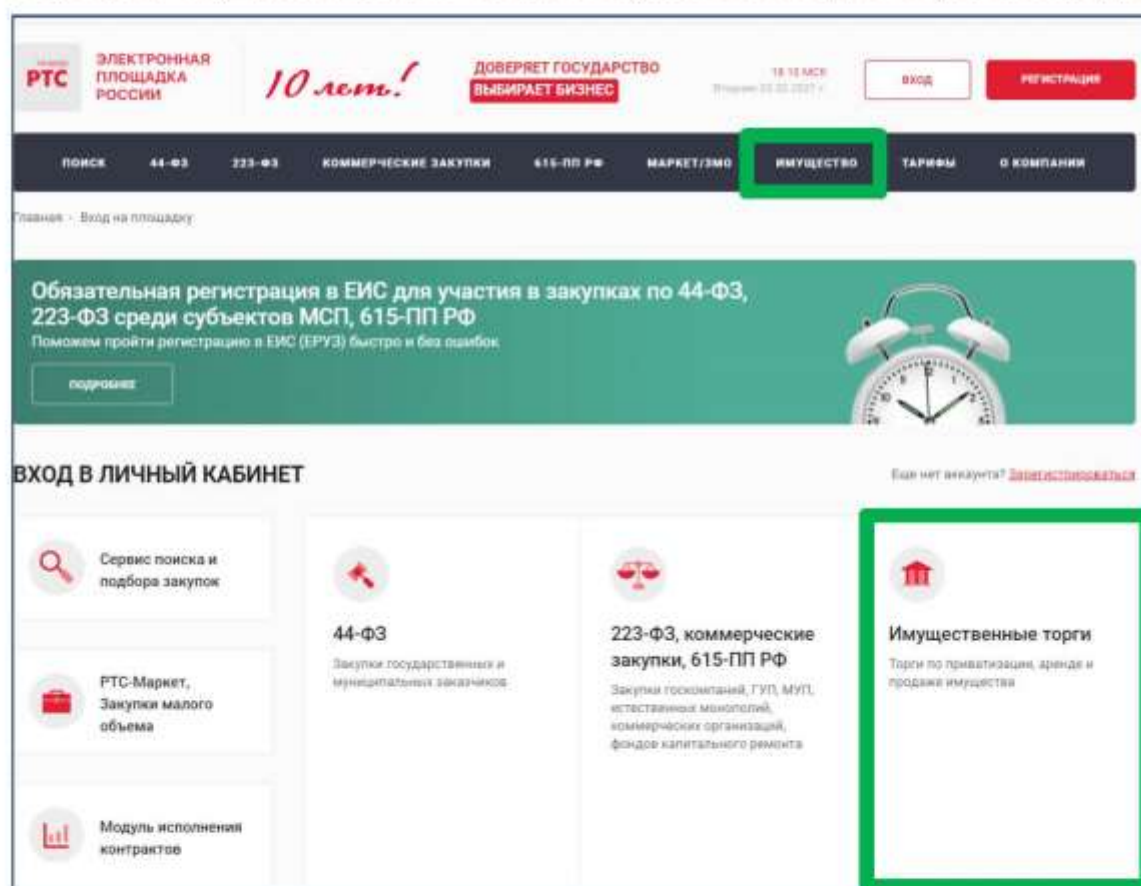 РТС
ЭЛЕКТРОННАЯ
ПЛОЩАДКА
РОССИИ
10 лет!
ДОВЕРЯЕТ ГОСУДАРСТВО
ВЫБИРАЕТ БИЗНЕС
ВХОД
РЕГИСТРАЦИЯ
ПОИСК 44-ФЗ 223-ФЗ КОММЕРЧЕСКИЕ ЗАКУПКИ 615-ПП РФ МАРКЕТ/ЗМО ИМУЩЕСТВО ТАРИФЫ О КОМПАНИИ
Главная - Вход на площадку
Обязательная регистрация в ЕИС для участия в закупках по 44-ФЗ,
223-ФЗ среди субъектов МСП, 615-ПП РФ
Поможем пройти регистрацию в ЕИС (ЕРУЗ) быстро и без ошибок
ПОДРОБНЕЕ
ВХОД В ЛИЧНЫЙ КАБИНЕТ
Еще нет аккаунта? Зарегистрироваться
Сервис поиска и
подбора закупок
РТС-Маркет,
Закупки малого
объема
Модуль исполнения
контрактов
44-ФЗ
Закупки государственных и
муниципальных заказчиков
223-ФЗ, коммерческие
закупки, 615-ПП РФ
Закупки госкомпаний, ГУП, МУП,
естественных монополий,
коммерческих организаций,
фондов капитального ремонта
Имущественные торги
Торги по приватизации, аренде и
продаже имущества